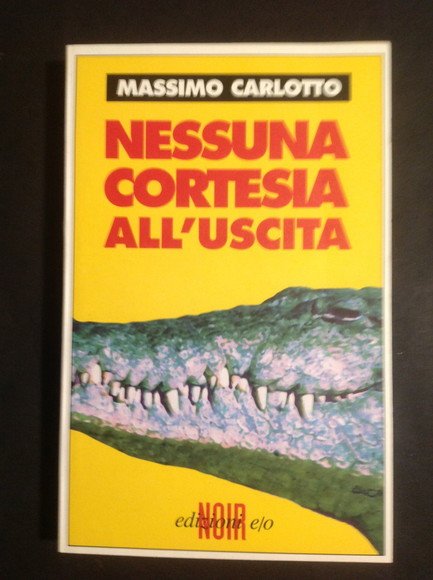 MASSIMO CARLOTTO
NESSUNA
CORTESIA
ALL'USCITA
NOIR
edizioni e/o